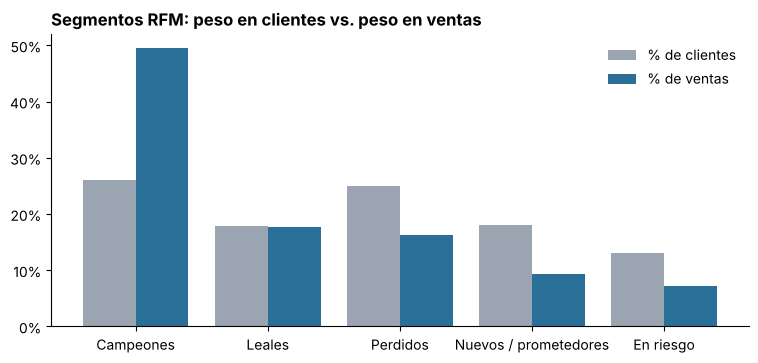 Segmentos RFM: peso en clientes vs. peso en ventas
50%
40%
30%
20%
10%
0%
% de clientes
% de ventas
Campeones
Leales
Perdidos
Nuevos / prometedores
En riesgo